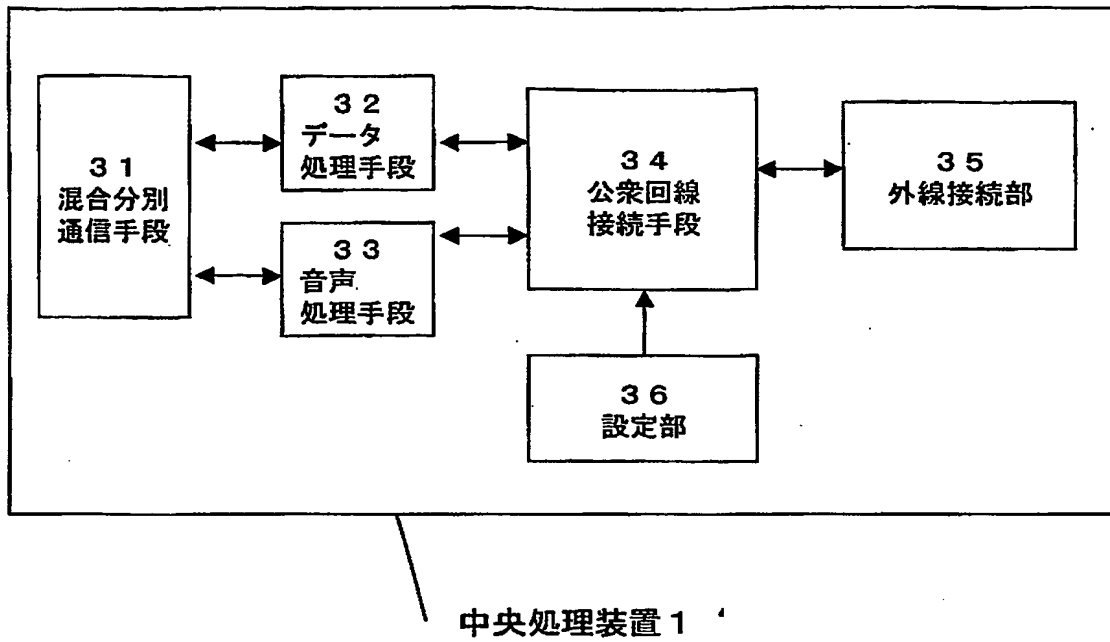 31
混合分別
通信手段
32
データ
処理手段
33
音声
処理手段
34
公衆回線
接続手段
35
外線接続部
36
設定部
中央処理装置1